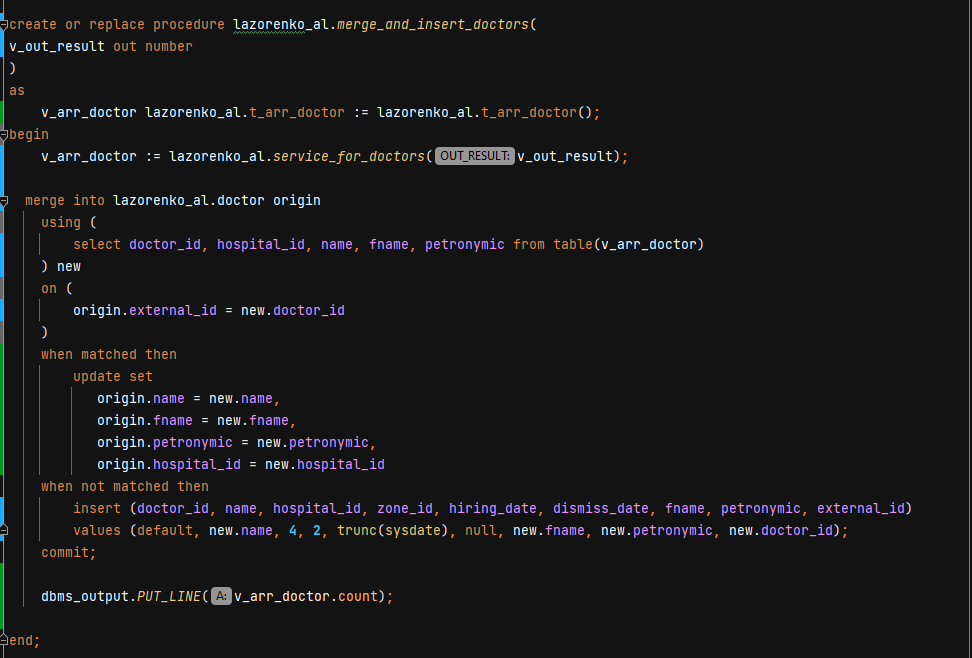 create or replace procedure lazorenko_al.merge_and_insert_doctors(
v_out_result out number
)
as
    v_arr_doctor lazorenko_al.t_arr_doctor := lazorenko_al.t_arr_doctor();
begin
    v_arr_doctor := lazorenko_al.service_for_doctors( OUT_RESULT: v_out_result);
  merge into lazorenko_al.doctor origin
    using (
        select doctor_id, hospital_id, name, fname, petronymic from table(v_arr_doctor)
    ) new
    on (
        origin.external_id = new.doctor_id
    )
    when matched then
        update set
           origin.name = new.name,
           origin.fname = new.fname,
           origin.petronymic = new.petronymic,
           origin.hospital_id = new.hospital_id
    when not matched then
        insert (doctor_id, name, hospital_id, zone_id, hiring_date, dismiss_date, fname, petronymic, external_id)
        values (default, new.name, 4, 2, trunc(sysdate), null, new.fname, new.petronymic, new.doctor_id);
    commit;
    dbms_output.PUT_LINE( A: v_arr_doctor.count);
end;